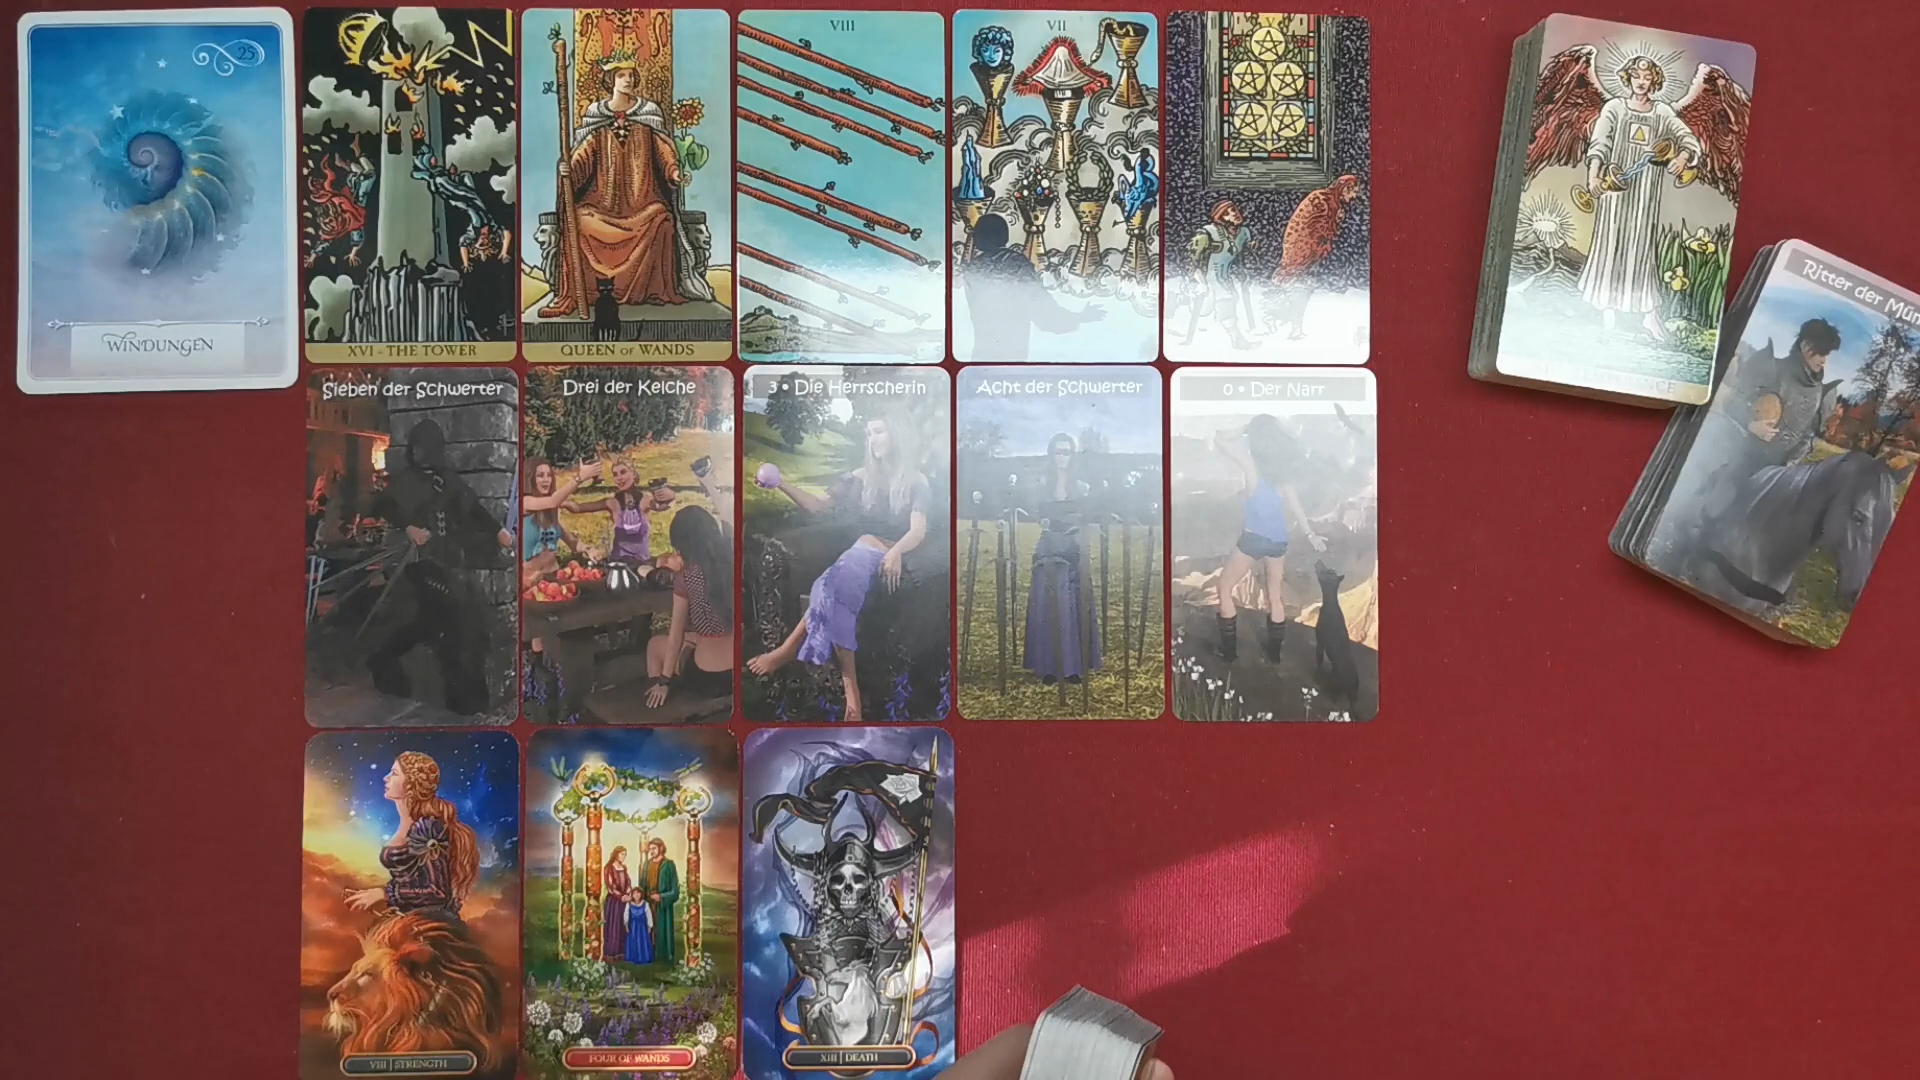 25
WINDUNGEN
XVI - THE TOWER
QUEEN OF WANDS
VIII
VII
Sieben der Schwerter
Drei der Kelche
3 • Die Herrscherin
Acht der Schwerter
0 • Der Narr
VIII | STRENGTH
FOUR OF WANDS
XIII | DEATH
Ritter der